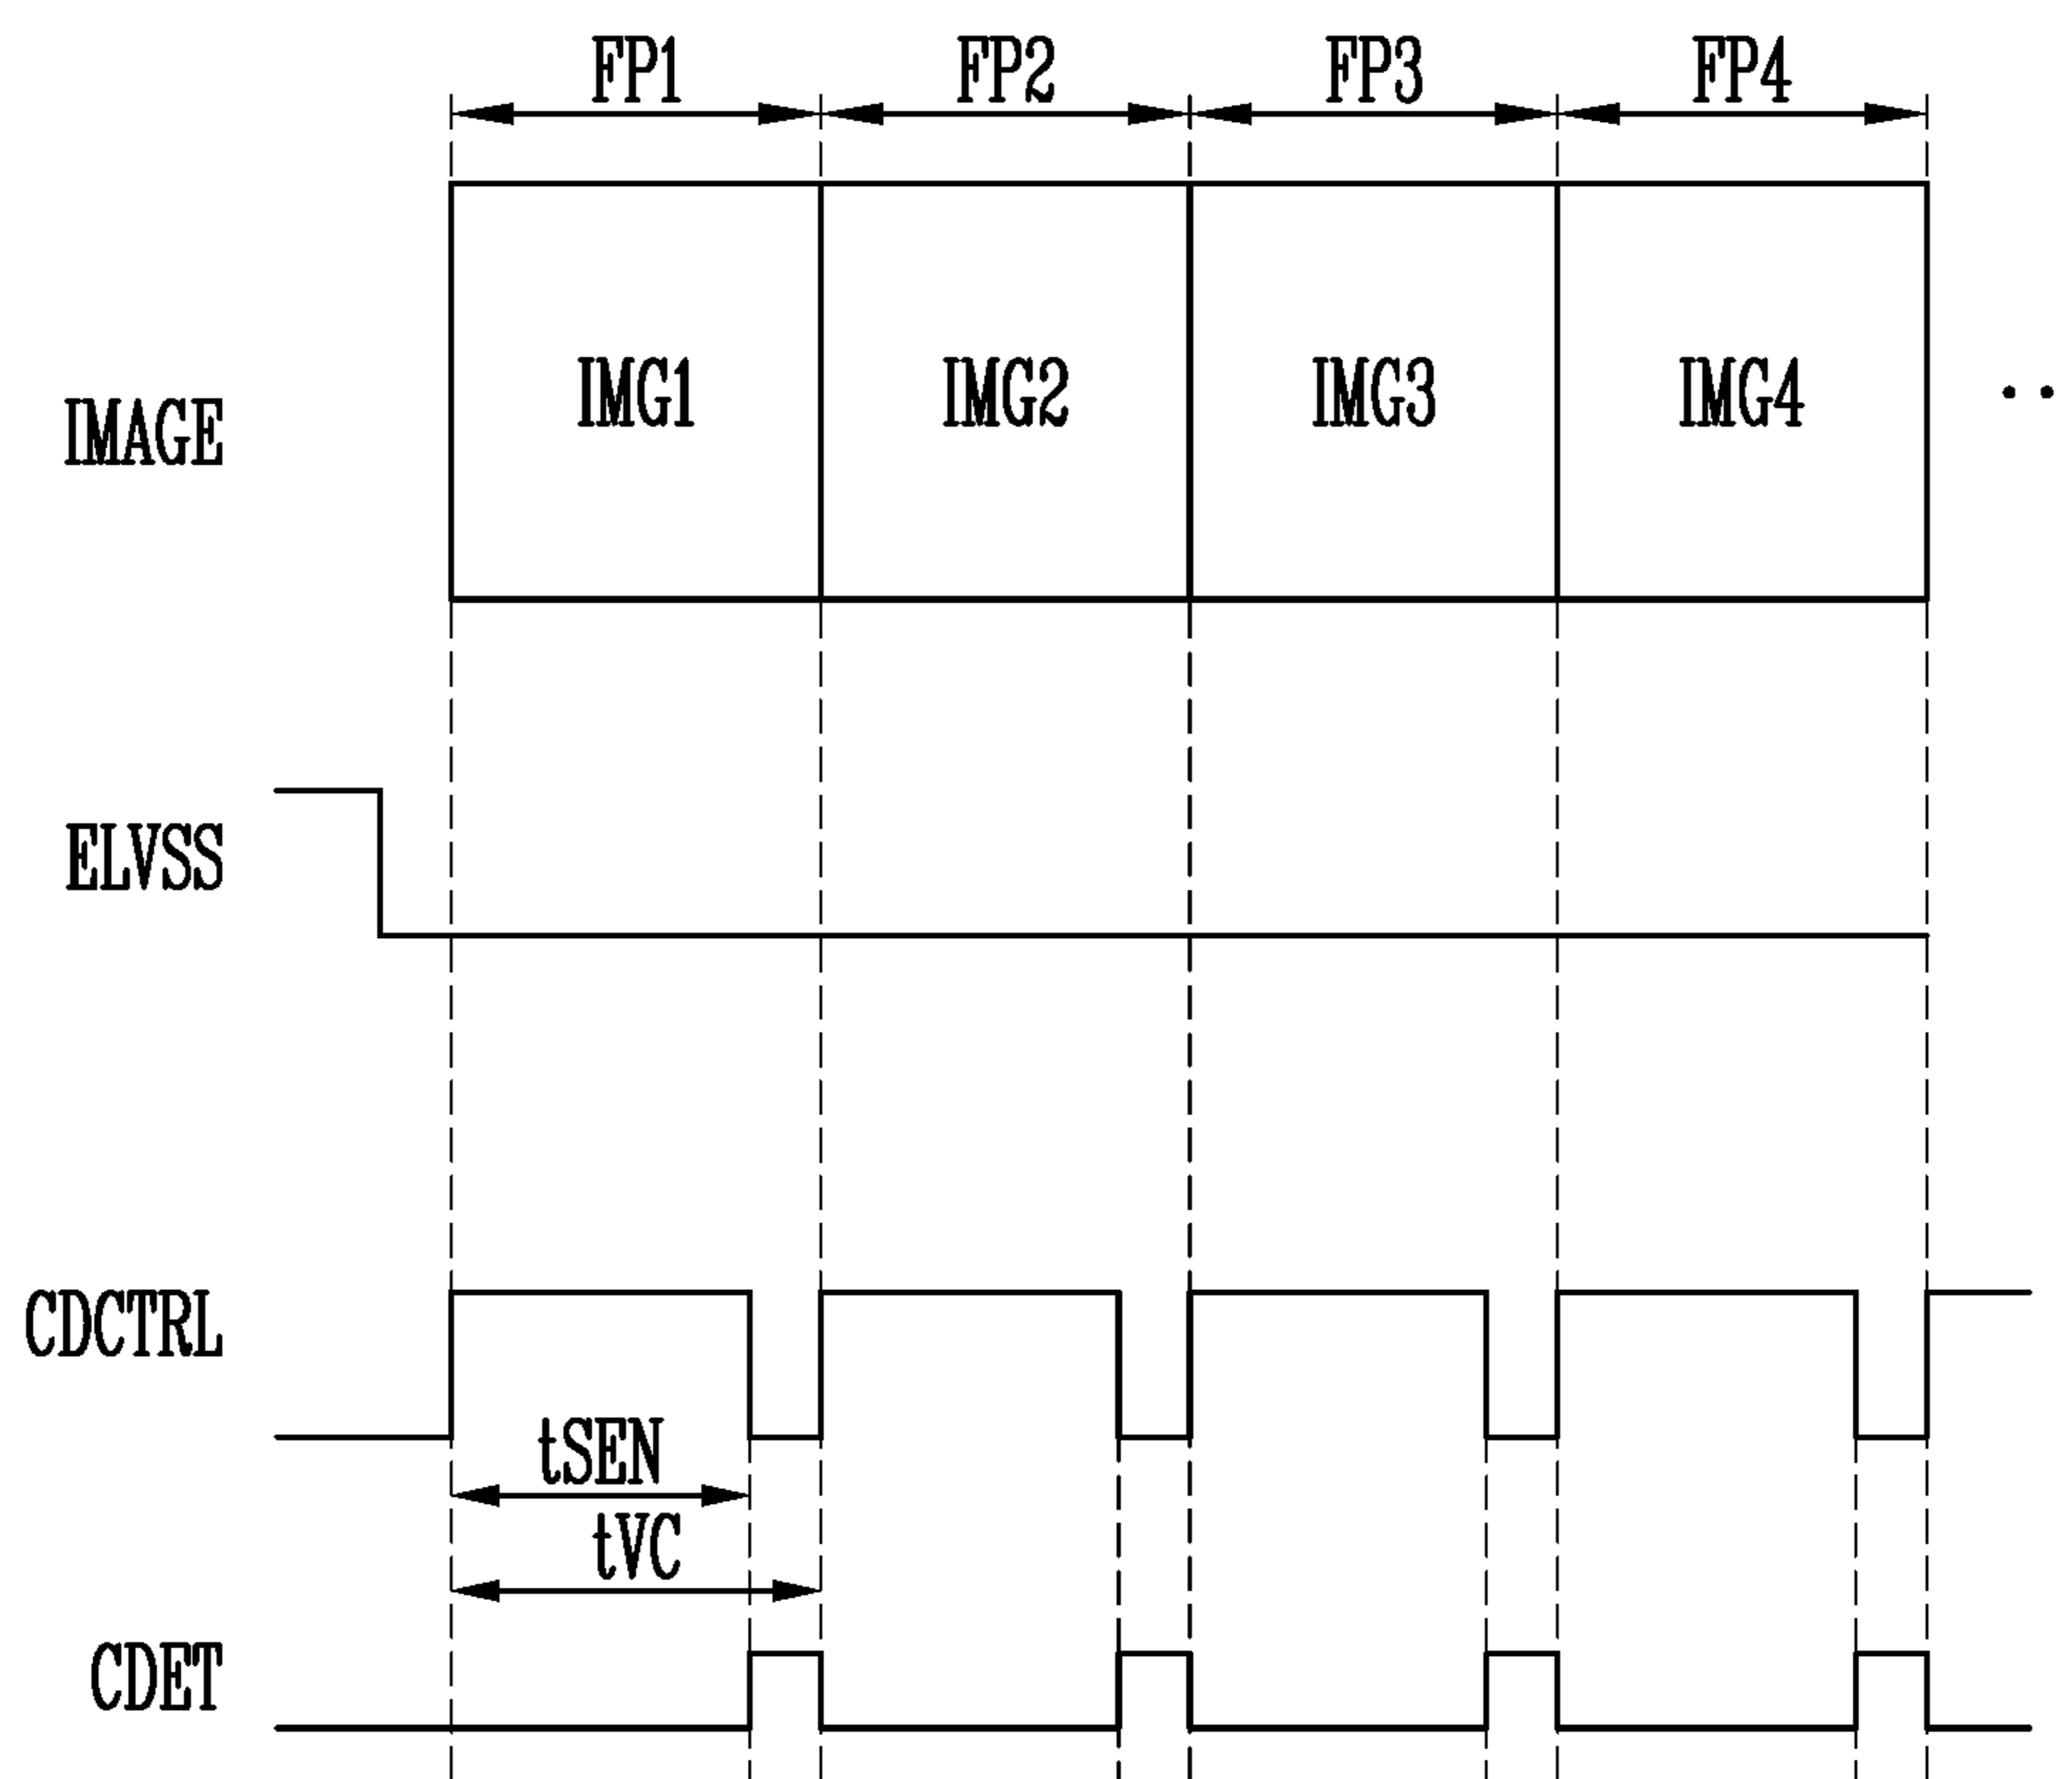 FP1 FP2 FP3 FP4
IMAGE IMG1 IMG2 IMG3 IMG4 ..
ELVSS
CDCTRL
tSEN
tVC
CDET